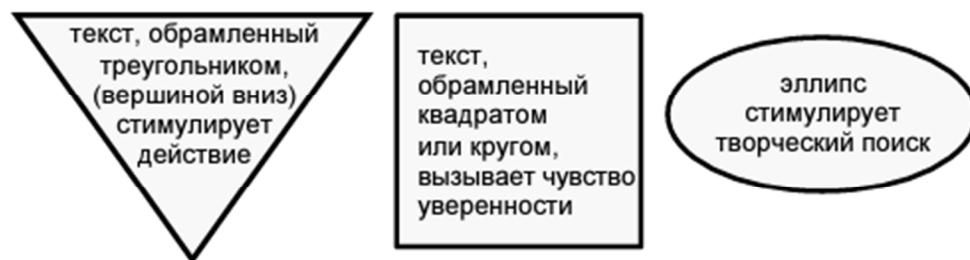 текст, обрамленный
треугольником,
(вершиной вниз)
стимулирует
действие
текст,
обрамленный
квадратом
или кругом,
вызывает чувство
уверенности
эллипс
стимулирует
творческий поиск